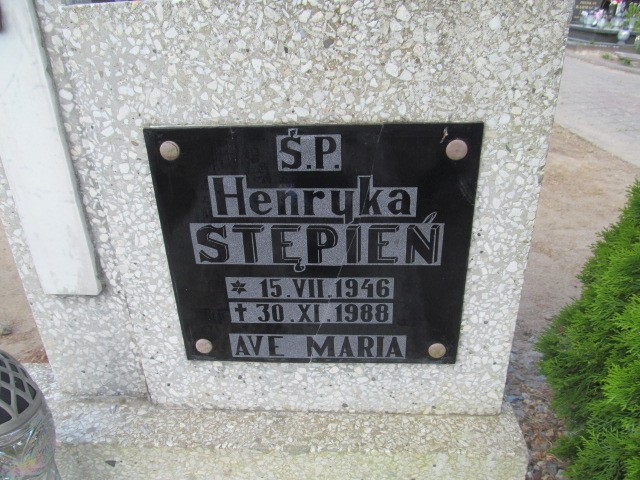 Ś.P.
Henryka
STĘPIEŃ
* 15.VII.1946
✝ 30.XI.1988
AVE MARIA